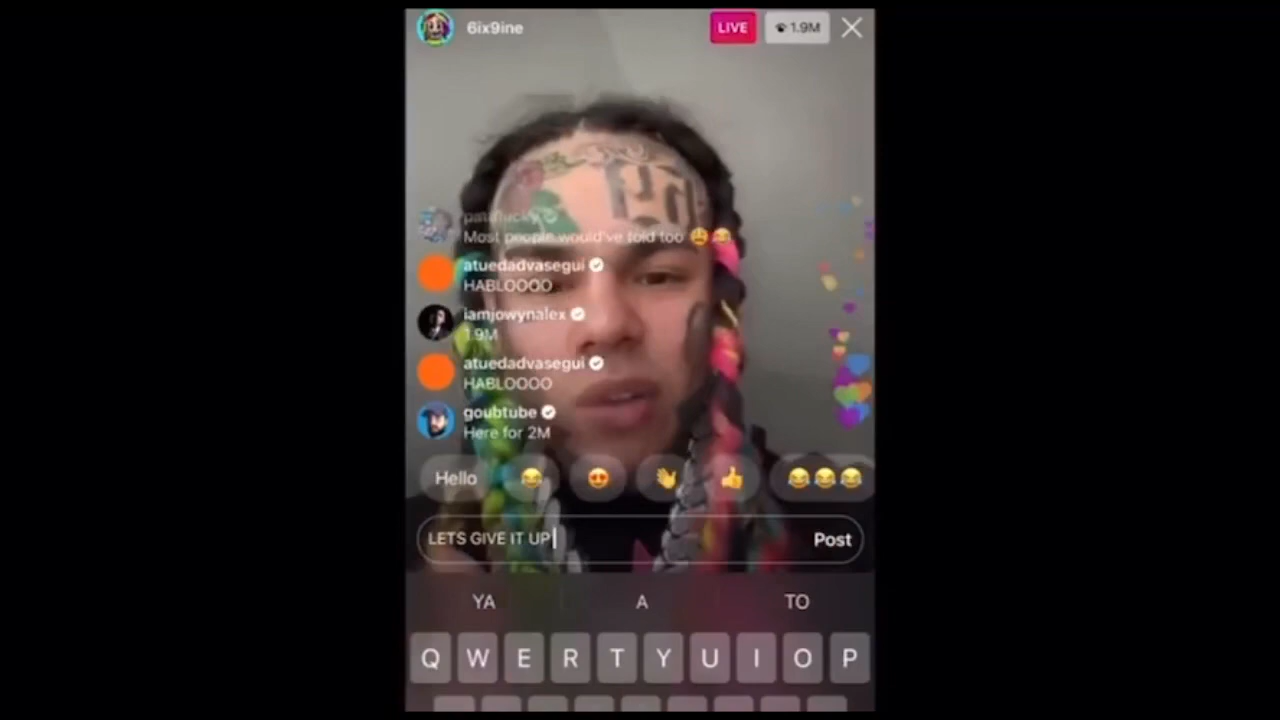 6ix9ine
LIVE
1.9M
Most people would've told too 😩😂
atuedadvasegui
HABLOOOO
iamjowynalex
1.9M
atuedadvasegui
HABLOOOO
goubtube
Here for 2M
Hello 😂 😍 👋 👍 😂😂😂
LETS GIVE IT UP
Post
YA A TO
Q W E R T Y U I O P